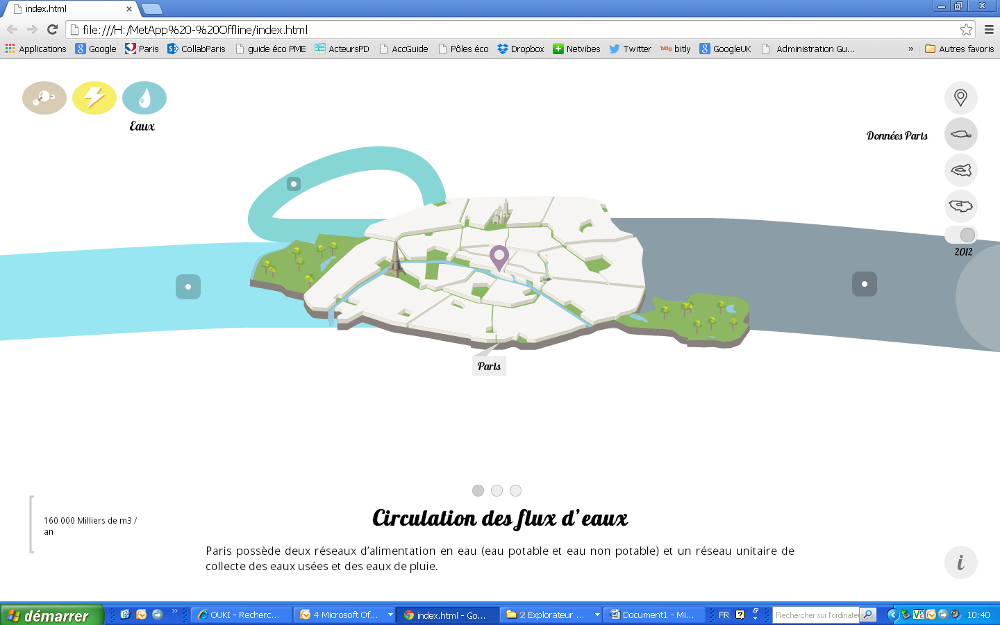 index.html
file:///H:/MetApp%20-%20Offline/index.html
Applications Google Paris CollabParis guide éco PME ActeursPD AccGuide Pôles éco Dropbox Netvibes Twitter bitly bitly GoogleUK Administration Gu... » Autres favoris
Eaux
Données Paris
2012
Paris
Circulation des flux d'eaux
160 000 Milliers de m3 /
an
Paris possède deux réseaux d'alimentation en eau (eau potable et eau non potable) et un réseau unitaire de
collecte des eaux usées et des eaux de pluie.
i
démarrer » OUKI - Recherc... 4 Microsoft Of... index.html - Go... 2 Explorateur ... Document1 - Mi... FR Rechercher sur l'ordinate 10:40